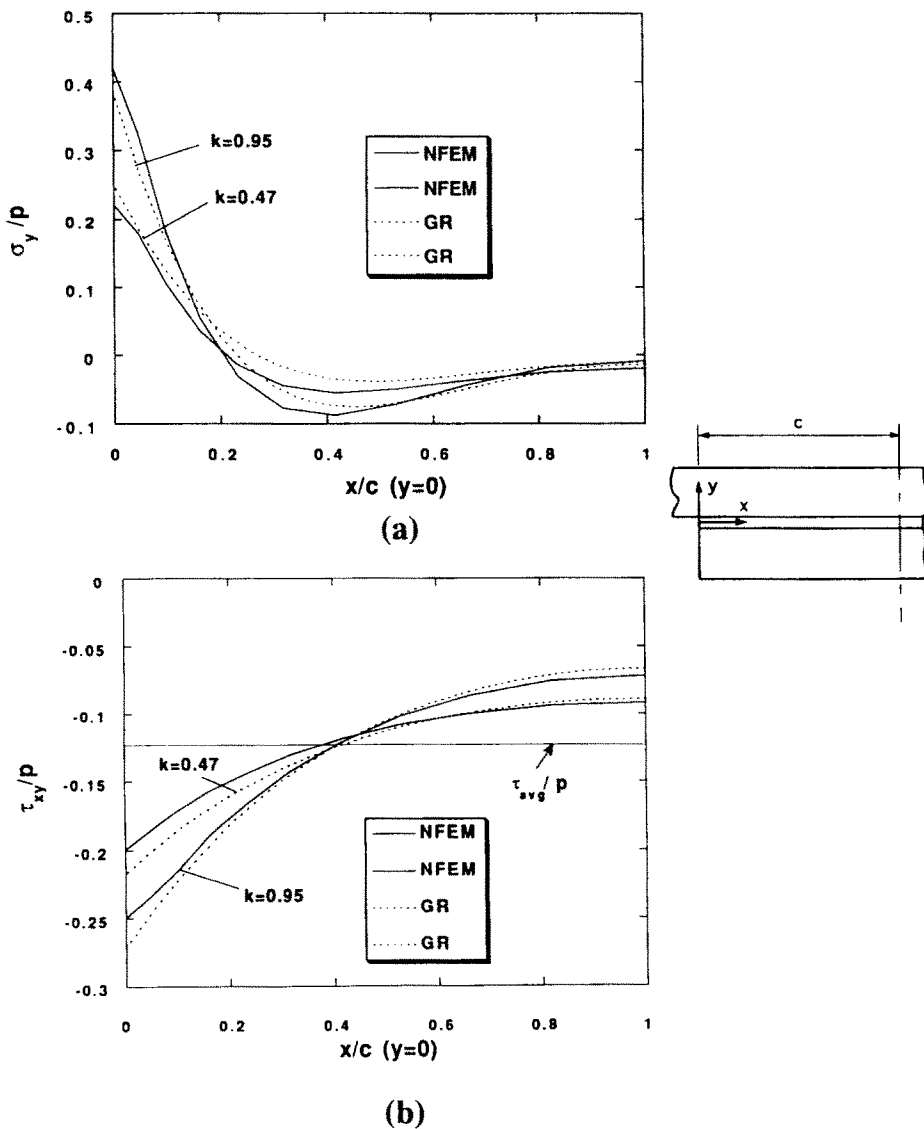 0.5
0.4
0.3
0.2
0.1
0
-0.1
σy/p
k=0.95
k=0.47
NFEM
NFEM
GR
GR
0 0.2 0.4 0.6 0.8 1
x/c (y=0)
(a)
c
y
x
0
-0.05
-0.1
-0.15
-0.2
-0.25
-0.3
τxy/p
k=0.47
k=0.95
τavg/ p
NFEM
NFEM
GR
GR
0 0.2 0.4 0.6 0.8 1
x/c (y=0)
(b)